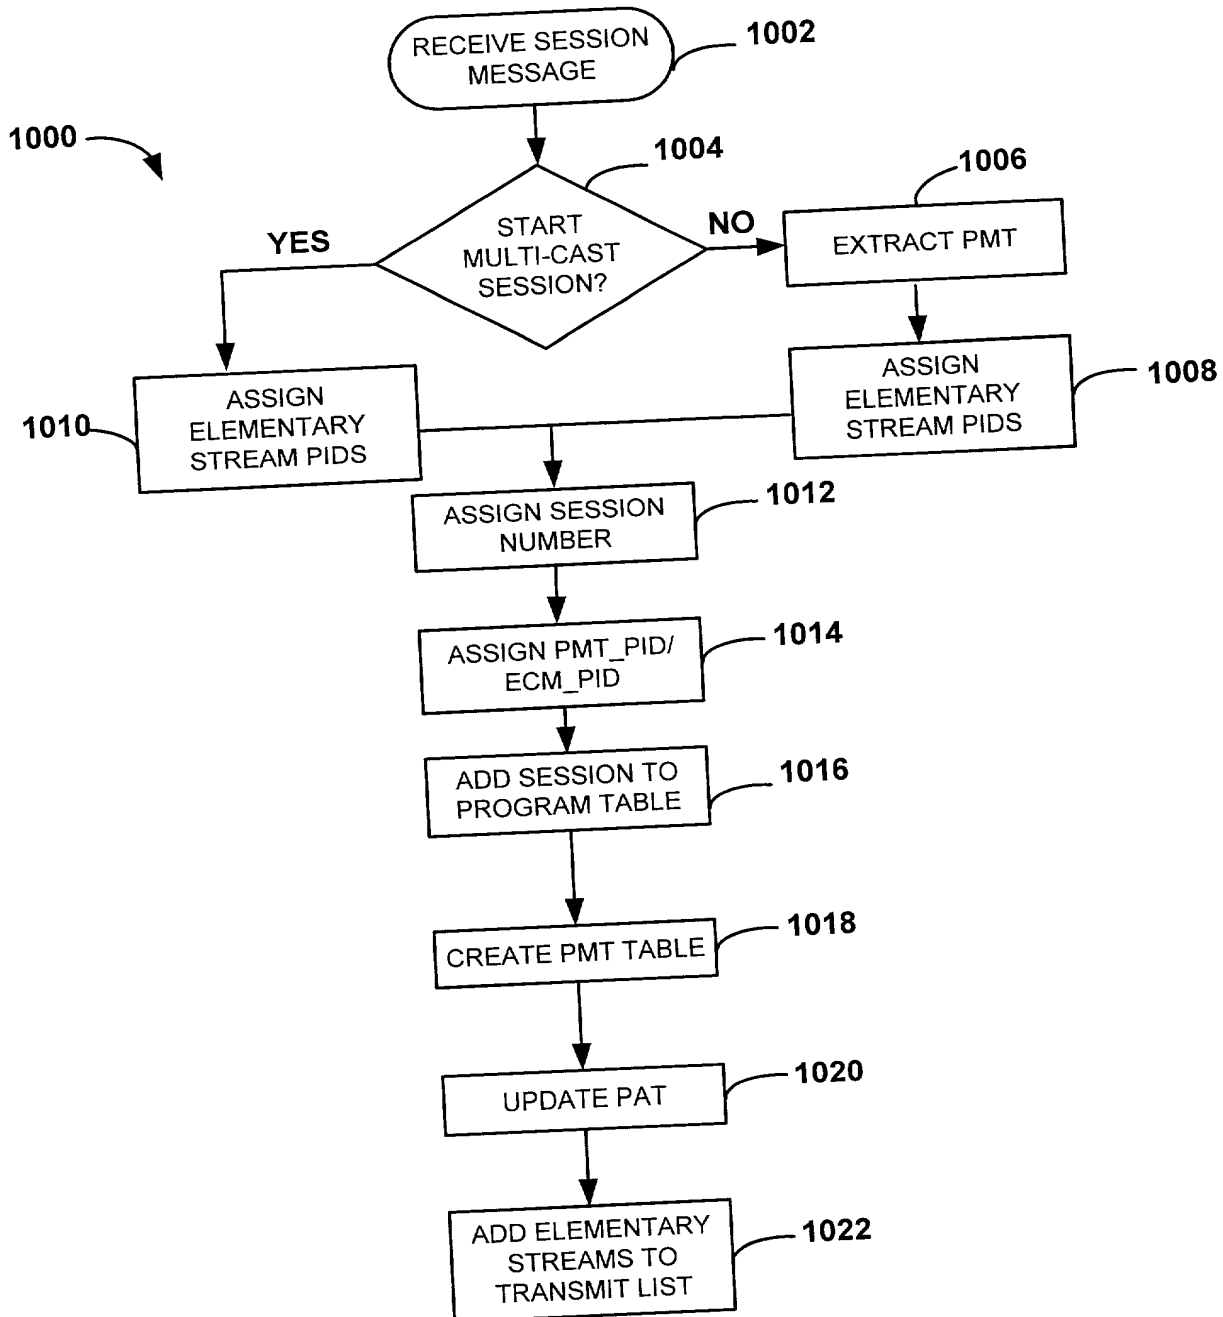 RECEIVE SESSION
MESSAGE
1002
1000
1004
START
MULTI-CAST
SESSION?
YES
NO
1006
EXTRACT PMT
ASSIGN
ELEMENTARY
STREAM PIDS
1010
ASSIGN
ELEMENTARY
STREAM PIDS
1008
ASSIGN SESSION
NUMBER
1012
ASSIGN PMT_PID/
ECM_PID
1014
ADD SESSION TO
PROGRAM TABLE
1016
CREATE PMT TABLE
1018
UPDATE PAT
1020
ADD ELEMENTARY
STREAMS TO
TRANSMIT LIST
1022